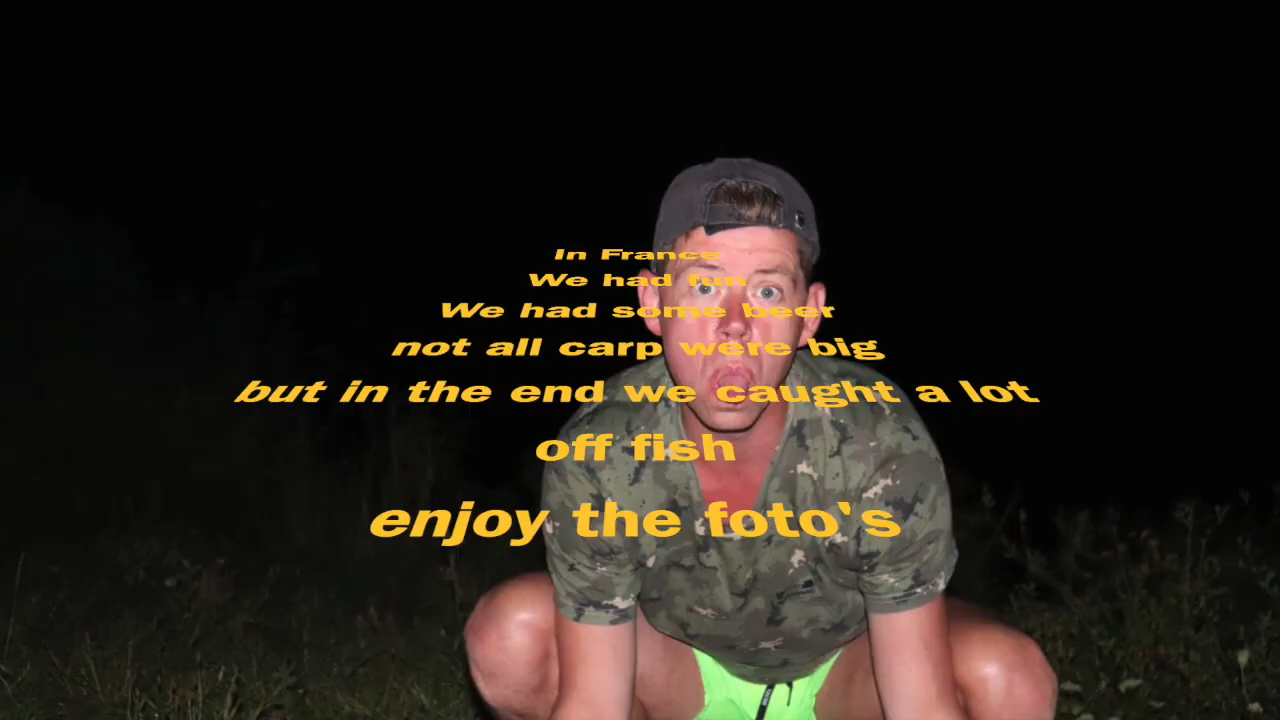 In France
We had fun
We had some beer
not all carp were big
but in the end we caught a lot
off fish
enjoy the foto's